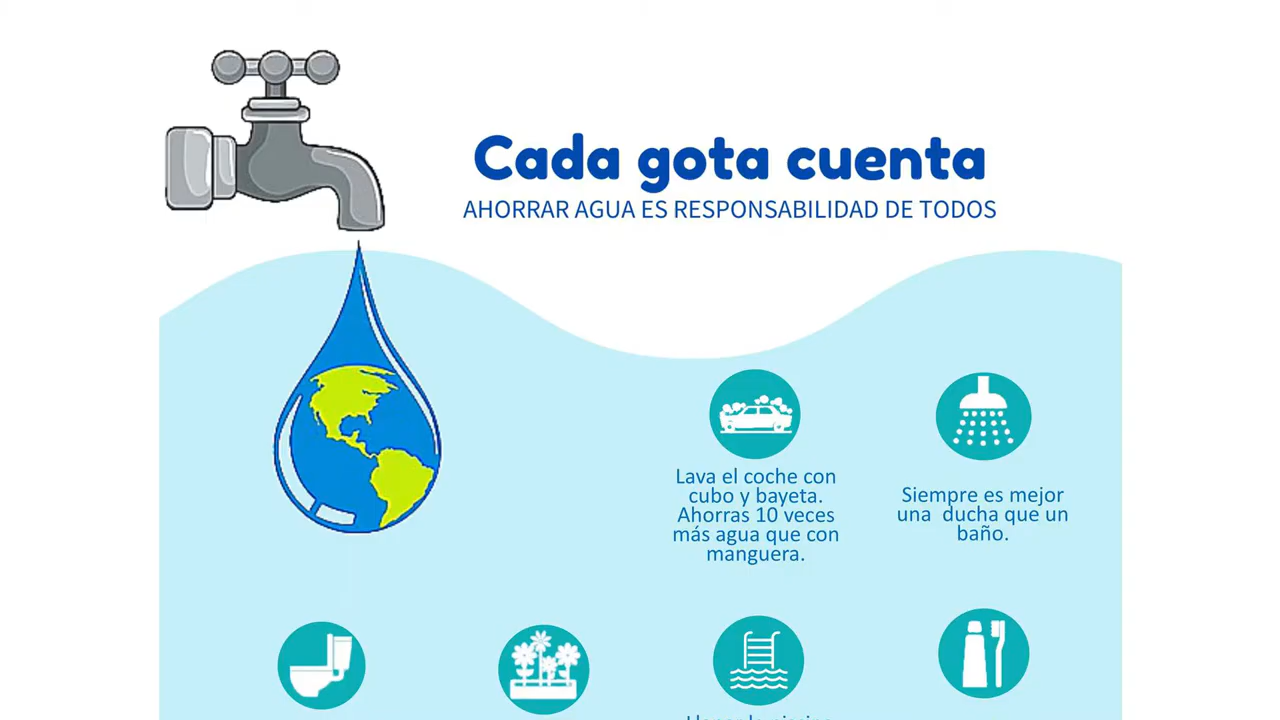 Cada gota cuenta
AHORRAR AGUA ES RESPONSABILIDAD DE TODOS
Lava el coche con
cubo y bayeta.
Ahorras 10 veces
más agua que con
manguera.
Siempre es mejor
una ducha que un
baño.